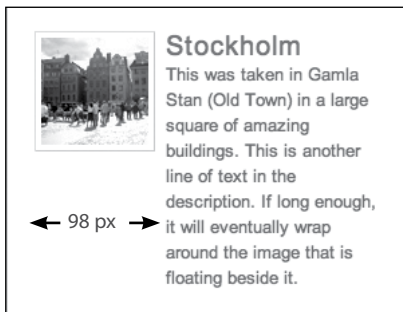 Stockholm
This was taken in Gamla
Stan (Old Town) in a large
square of amazing
buildings. This is another
line of text in the
description. If long enough,
98 px
it will eventually wrap
around the image that is
floating beside it.